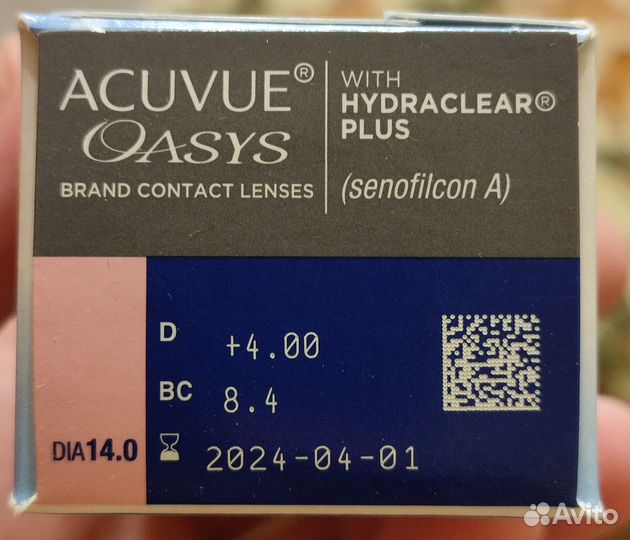 ACUVUE®
OASYS
BRAND CONTACT LENSES
WITH
HYDRACLEAR®
PLUS
(senofilcon A)
D +4.00
BC 8.4
DIA14.0
2024-04-01
Avito